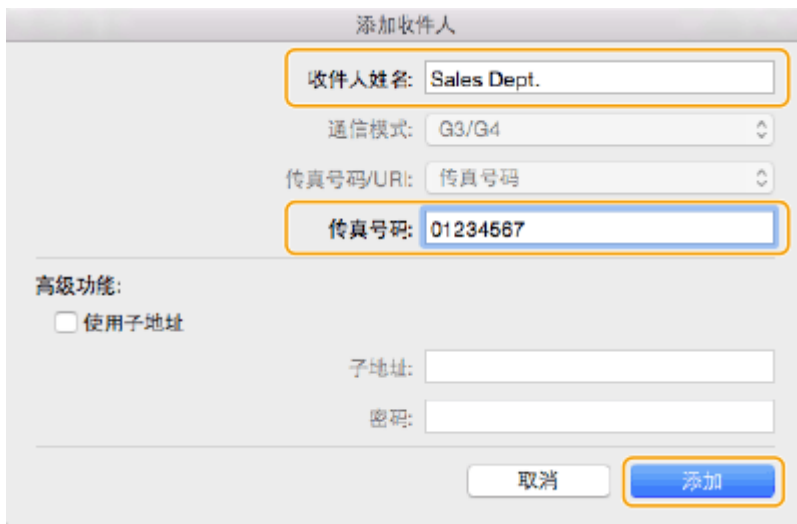 添加收件人
收件人姓名: Sales Dept.
通信模式: G3/G4
传真号码/URI: 传真号码
传真号码: 01234567
高级功能:
使用子地址
子地址:
密码:
取消 添加